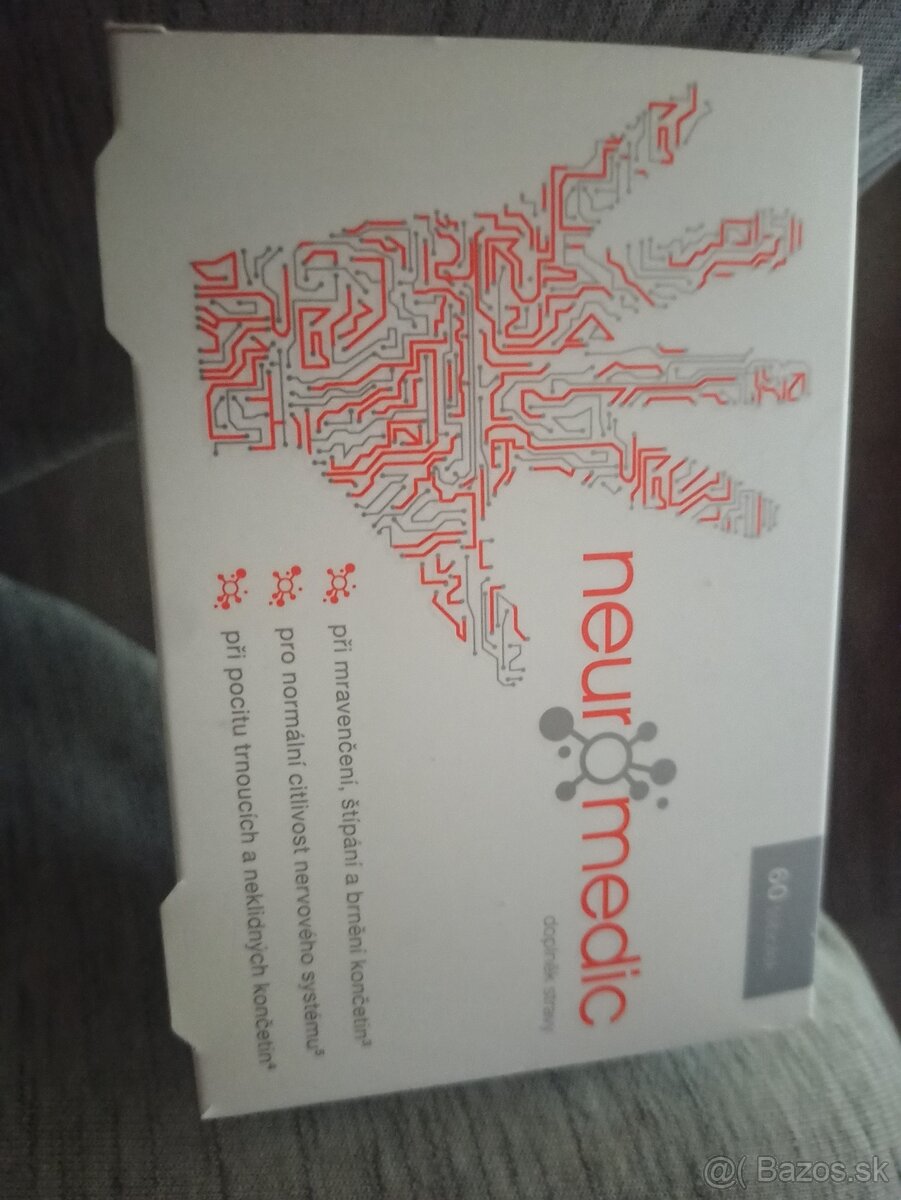 60
neuromedic
doplněk stravy
při mravenčení, štípání a brnění končetin³
pro normální citlivost nervového systému⁵
při pocitu trnoucích a neklidných končetin⁴
@( Bazos.sk